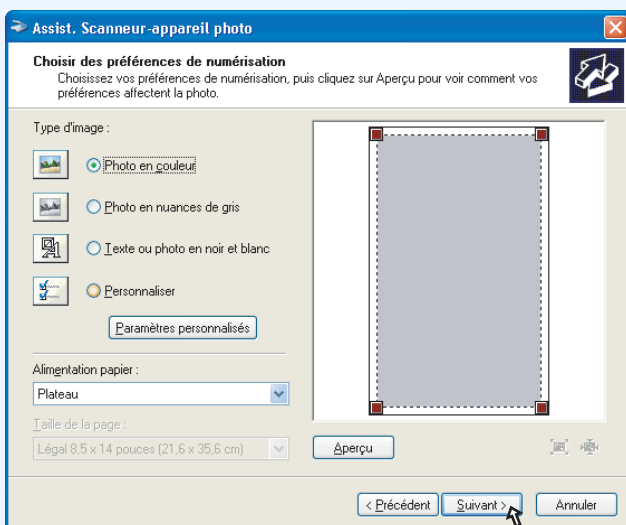 Assist. Scanneur-appareil photo
Choisir des préférences de numérisation
Choisissez vos préférences de numérisation, puis cliquez sur Aperçu pour voir comment vos
préférences affectent la photo.
Type d'image :
Photo en couleur
Photo en nuances de gris
Texte ou photo en noir et blanc
Personnaliser
Paramètres personnalisés
Alimentation papier :
Plateau
Taille de la page :
Légal 8,5 x 14 pouces (21,6 x 35,6 cm)
Aperçu
< Précédent
Suivant >
Annuler